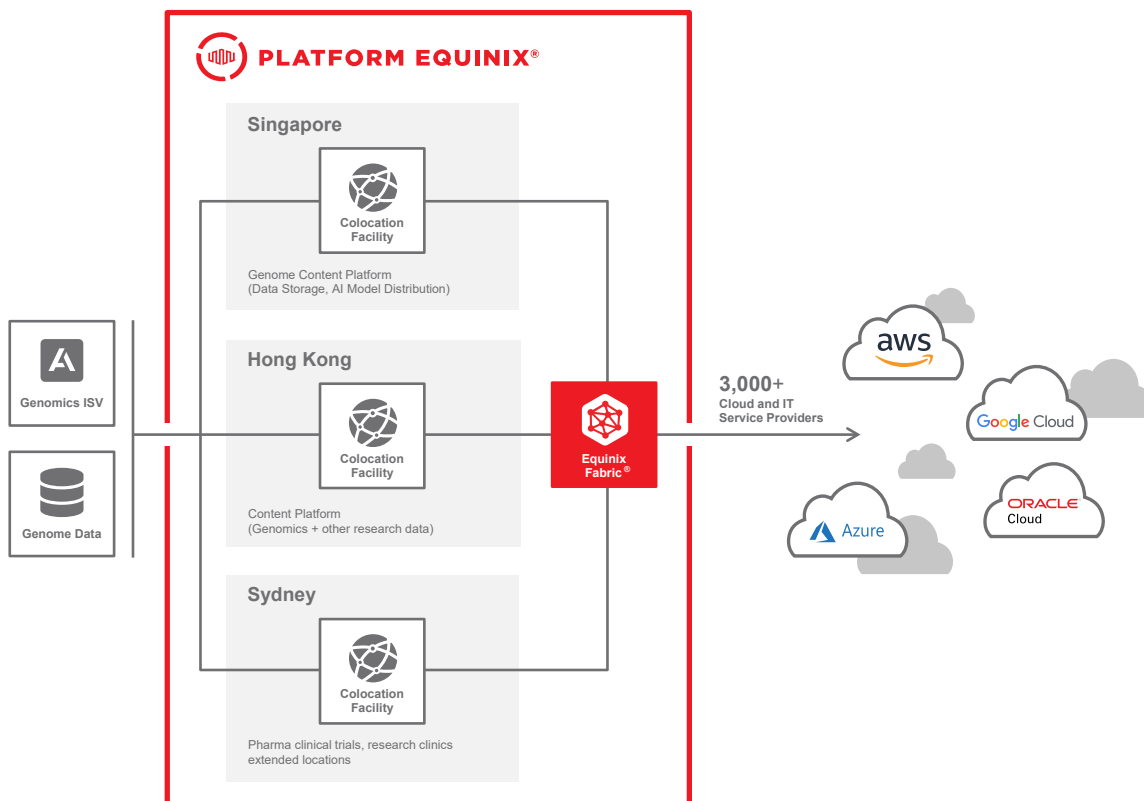 PLATFORM EQUINIX®
Singapore
Colocation
Facility
Genome Content Platform
(Data Storage, AI Model Distribution)
Genomics ISV
Genome Data
Hong Kong
Colocation
Facility
Content Platform
(Genomics + other research data)
Sydney
Colocation
Facility
Pharma clinical trials, research clinics
extended locations
Equinix
Fabric®
3,000+
Cloud and IT
Service Providers
aws
Google Cloud
Azure
ORACLE
Cloud